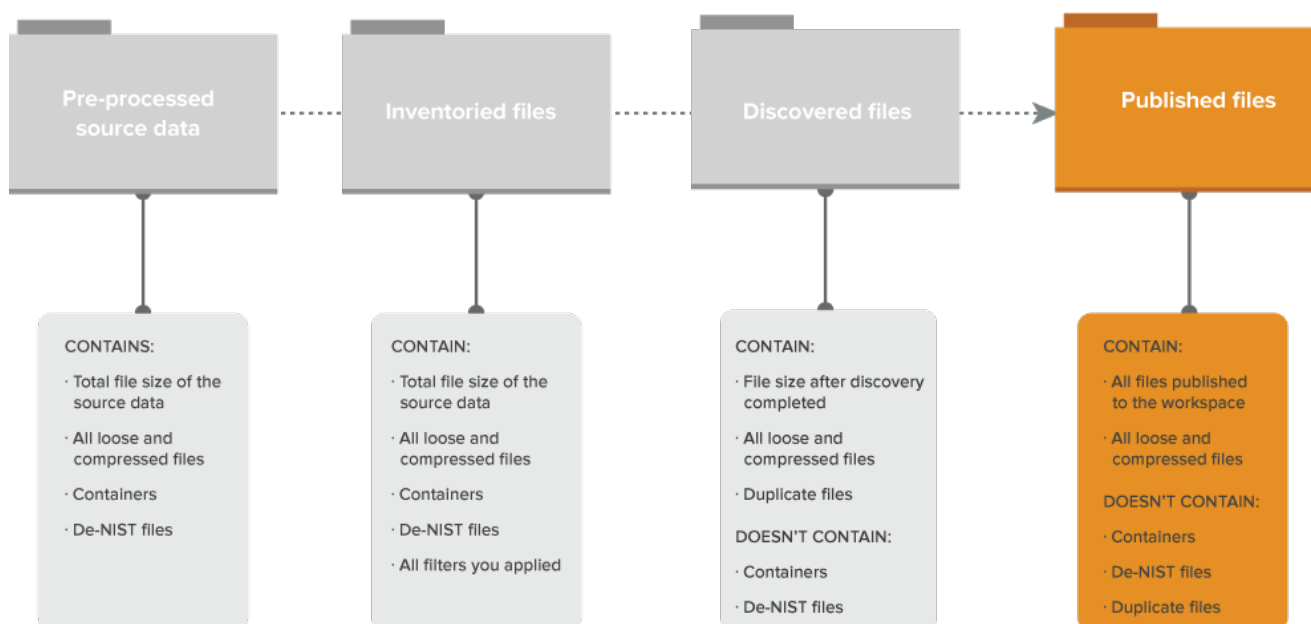 Pre-processed
source data
Inventoried files
Discovered files
Published files
CONTAINS:
· Total file size of the
source data
· All loose and
compressed files
· Containers
· De-NIST files
CONTAIN:
· Total file size of the
source data
· All loose and
compressed files
· Containers
· De-NIST files
· All filters you applied
CONTAIN:
· File size after discovery
completed
· All loose and
compressed files
· Duplicate files
DOESN’T CONTAIN:
· Containers
· De-NIST files
CONTAIN:
· All files published
to the workspace
· All loose and
compressed files
DOESN’T CONTAIN:
· Containers
· De-NIST files
· Duplicate files